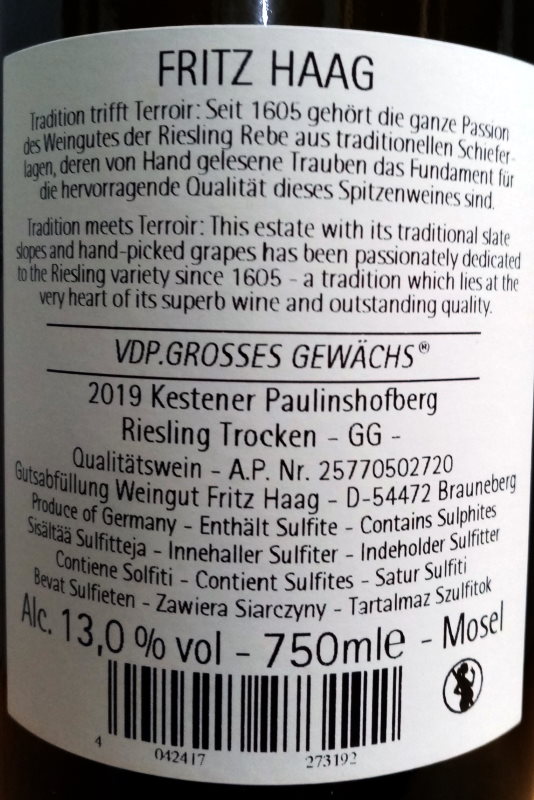 FRITZ HAAG
Tradition trifft Terroir: Seit 1605 gehört die ganze Passion
des Weingutes der Riesling Rebe aus traditionellen Schiefer-
lagen, deren von Hand gelesene Trauben das Fundament für
die hervorragende Qualität dieses Spitzenweines sind.
Tradition meets Terroir: This estate with its traditional slate
slopes and hand-picked grapes has been passionately dedicated
to the Riesling variety since 1605 - a tradition which lies at the
very heart of its superb wine and outstanding quality.
VDP.GROSSES GEWÄCHS®
2019 Kestener Paulinshofberg
Riesling Trocken - GG -
Qualitätswein - A.P. Nr. 25770502720
Gutsabfüllung Weingut Fritz Haag - D-54472 Brauneberg
Produce of Germany - Enthält Sulfite - Contains Sulphites
Sisältää Sulfitteja - Innehaller Sulfiter - Indeholder Sulfitter
Contiene Solfiti - Contient Sulfites - Satur Sulfiti
Bevat Sulfieten - Zawiera Siarczyny - Tartalmaz Szulfitok
Alc. 13,0 % vol - 750mle - Mosel
4 042417 273192